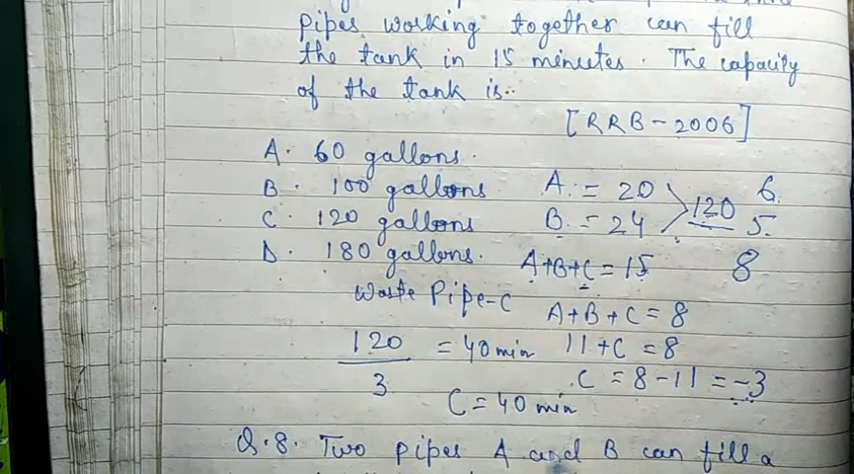 pipes working together can fill
the tank in 15 minutes. The capacity
of the tank is..
[RRB-2006]
A. 60 gallons.
B. 100 gallons
C. 120 gallons
D. 180 gallons.
A. = 20
B. = 24
120
6.
5.
A+B+C = 15
8
Waste Pipe-C
A+B+C = 8
120
3
= 40 min
11+C = 8
C = 8-11 = -3
C = 40 min
Q.8. Two pipes A and B can fill a